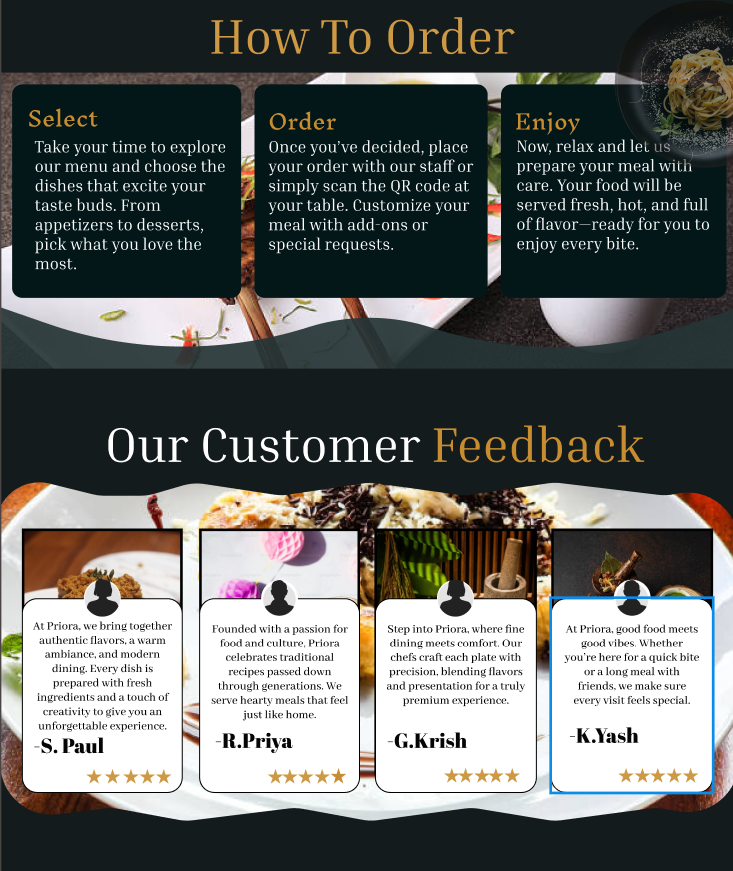 How To Order
Select
Take your time to explore
our menu and choose the
dishes that excite your
taste buds. From
appetizers to desserts,
pick what you love the
most.
Order
Once you've decided, place
your order with our staff or
simply scan the QR code at
your table. Customize your
meal with add-ons or
special requests.
Enjoy
Now, relax and let us
prepare your meal with
care. Your food will be
served fresh, hot, and full
of flavor—ready for you to
enjoy every bite.
Our Customer Feedback
At Priora, we bring together
authentic flavors, a warm
ambiance, and modern
dining. Every dish is
prepared with fresh
ingredients and a touch of
creativity to give you an
unforgettable experience.
-S. Paul
Founded with a passion for
food and culture, Priora
celebrates traditional
recipes passed down
through generations. We
serve hearty meals that feel
just like home.
-R.Priya
Step into Priora, where fine
dining meets comfort. Our
chefs craft each plate with
precision, blending flavors
and presentation for a truly
premium experience.
-G.Krish
At Priora, good food meets
good vibes. Whether
you're here for a quick bite
or a long meal with
friends, we make sure
every visit feels special.
-K.Yash